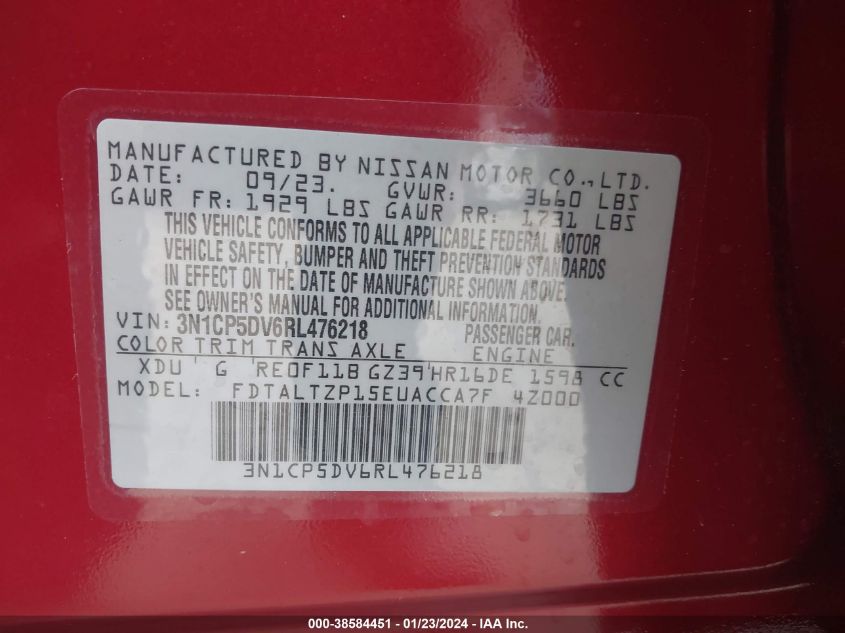 MANUFACTURED BY NISSAN MOTOR CO.,LTD.
DATE: 09/23. GVWR: 3660 LBS
GAWR FR: 1929 LBS GAWR RR: 1731 LBS
THIS VEHICLE CONFORMS TO ALL APPLICABLE FEDERAL MOTOR
VEHICLE SAFETY, BUMPER AND THEFT PREVENTION STANDARDS
IN EFFECT ON THE DATE OF MANUFACTURE SHOWN ABOVE.
SEE OWNER'S MANUAL FOR ADDITIONAL INFORMATION.
VIN: 3N1CP5DV6RL476218 PASSENGER CAR.
COLOR TRIM TRANS AXLE ENGINE
XDU G RE0F11B GZ39 HR16DE 1598 CC
MODEL: FDTALTZP15EUACCA7F 4Z000
3N1CP5DV6RL476218
000-38584451 - 01/23/2024 - IAA Inc.